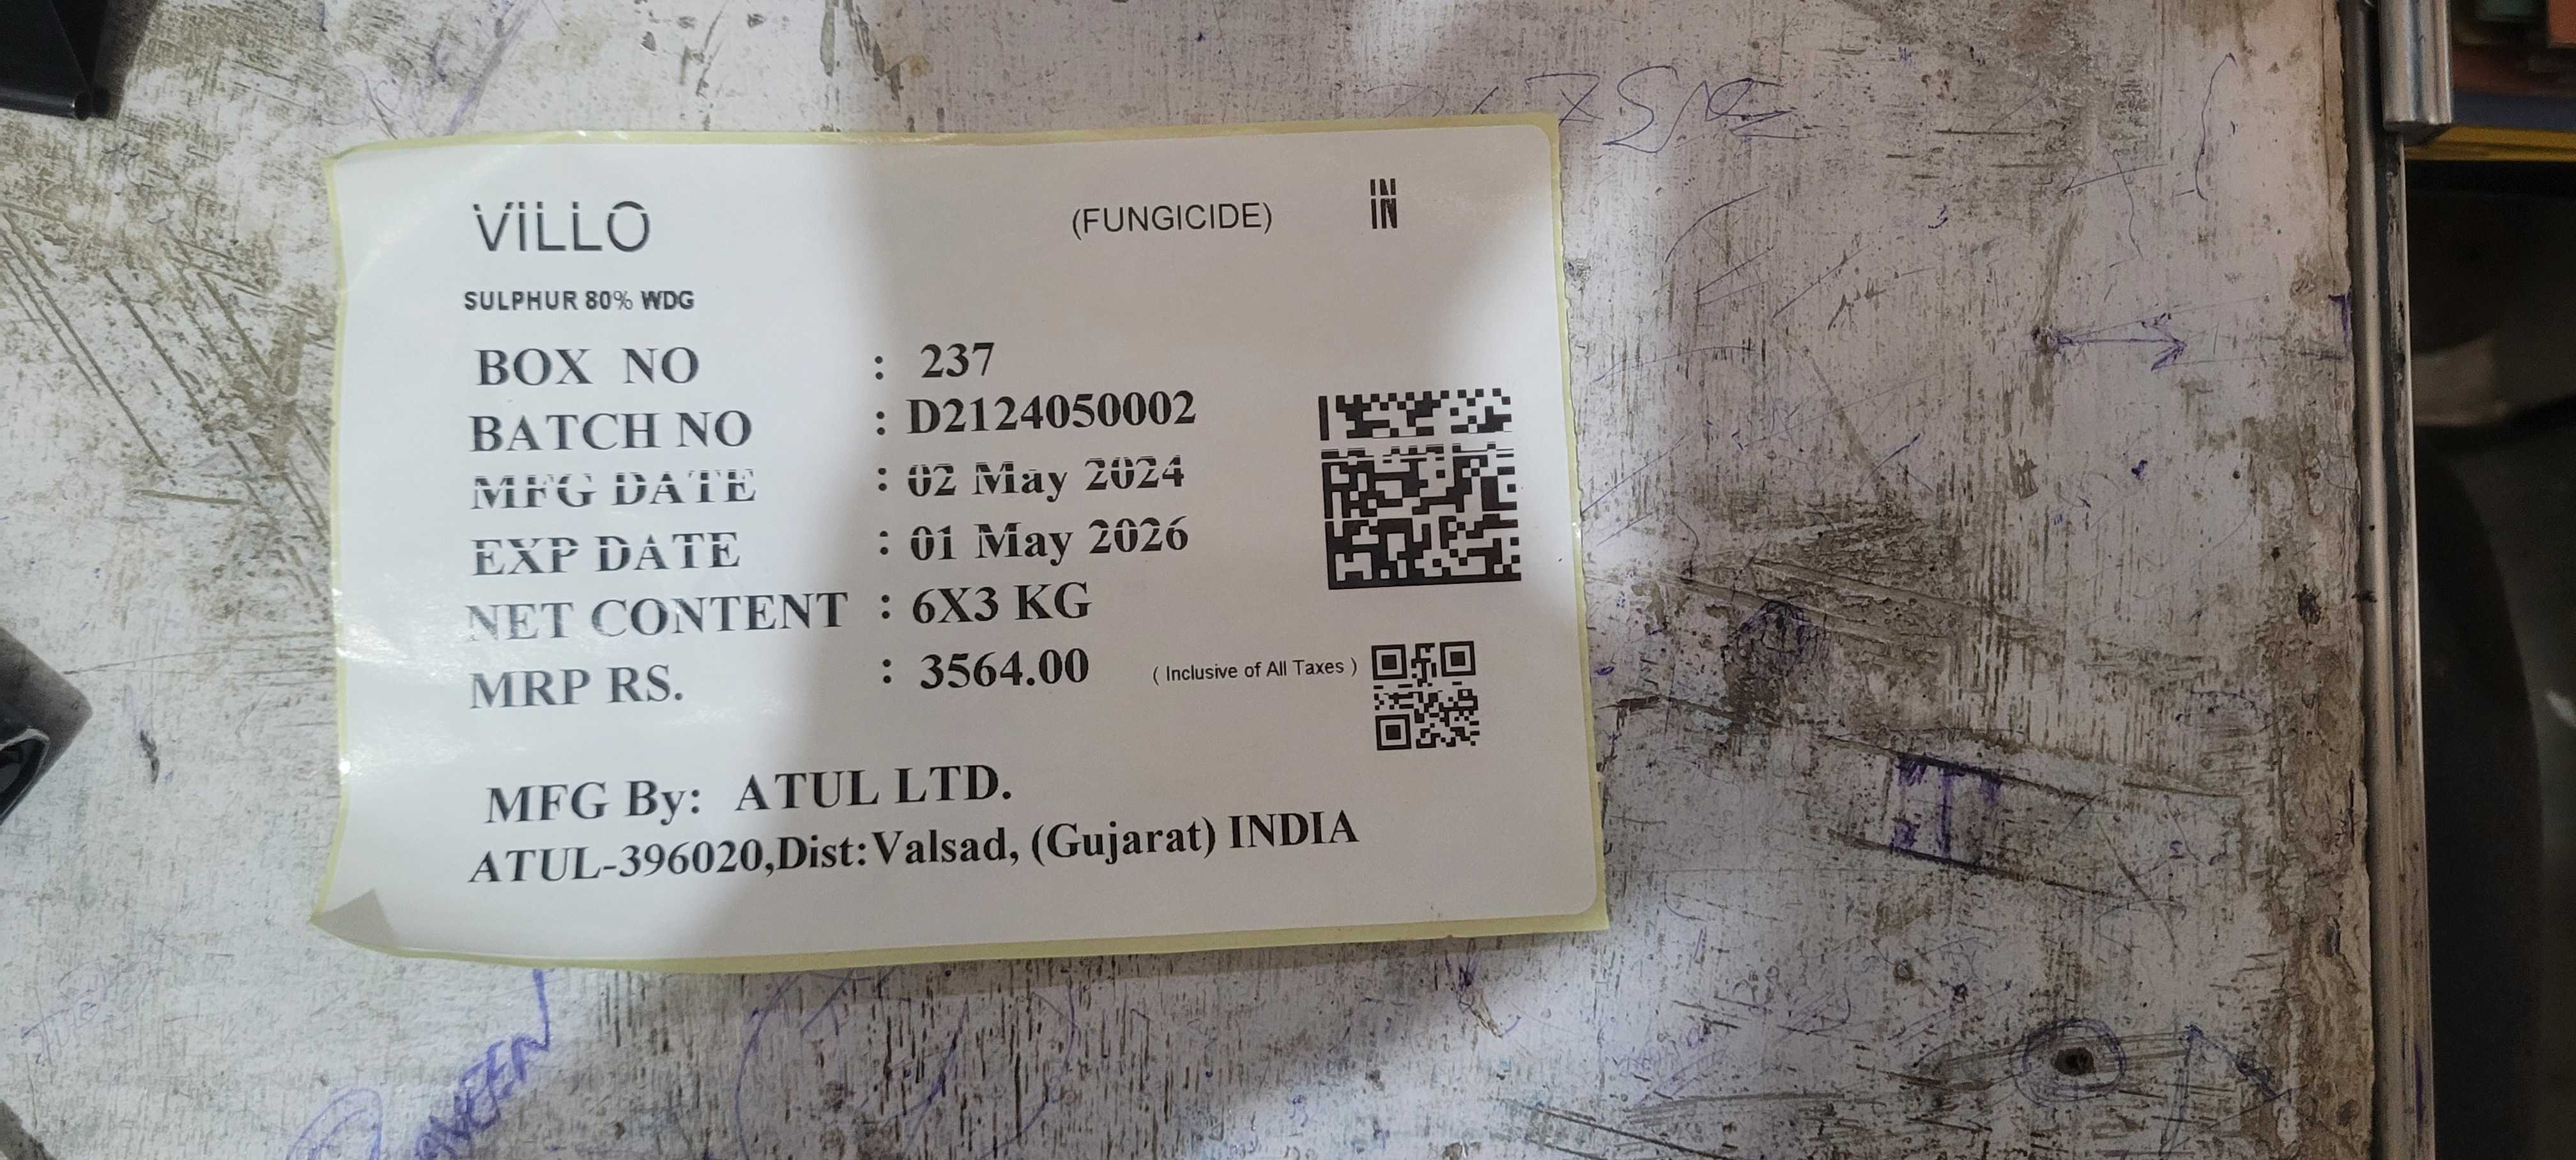 VILLO (FUNGICIDE) IN
SULPHUR 80% WDG
BOX NO : 237
BATCH NO : D2124050002
MFG DATE : 02 May 2024
EXP DATE : 01 May 2026
NET CONTENT : 6X3 KG
MRP RS. : 3564.00 ( Inclusive of All Taxes )
MFG By: ATUL LTD.
ATUL-396020,Dist:Valsad, (Gujarat) INDIA